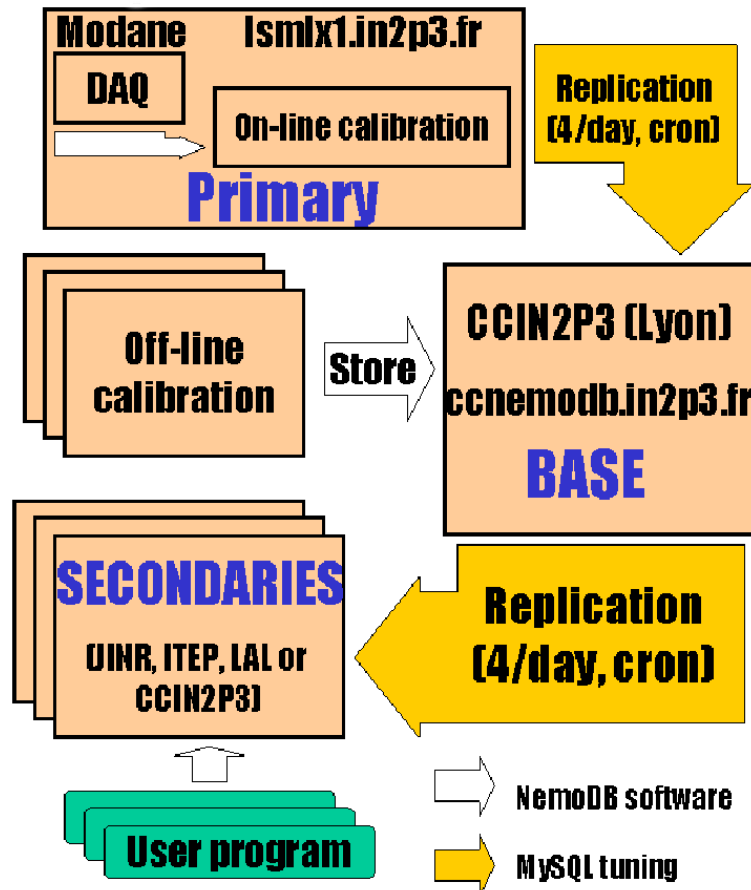 Modane
lsmlx1.in2p3.fr
DAQ
On-line calibration
Primary
Replication
(4/day, cron)
Off-line
calibration
Store
CCIN2P3 (Lyon)
ccnemodb.in2p3.fr
BASE
SECONDARIES
(JINR, ITEP, LAL or
CCIN2P3)
Replication
(4/day, cron)
User program
NemoDB software
MySQL tuning